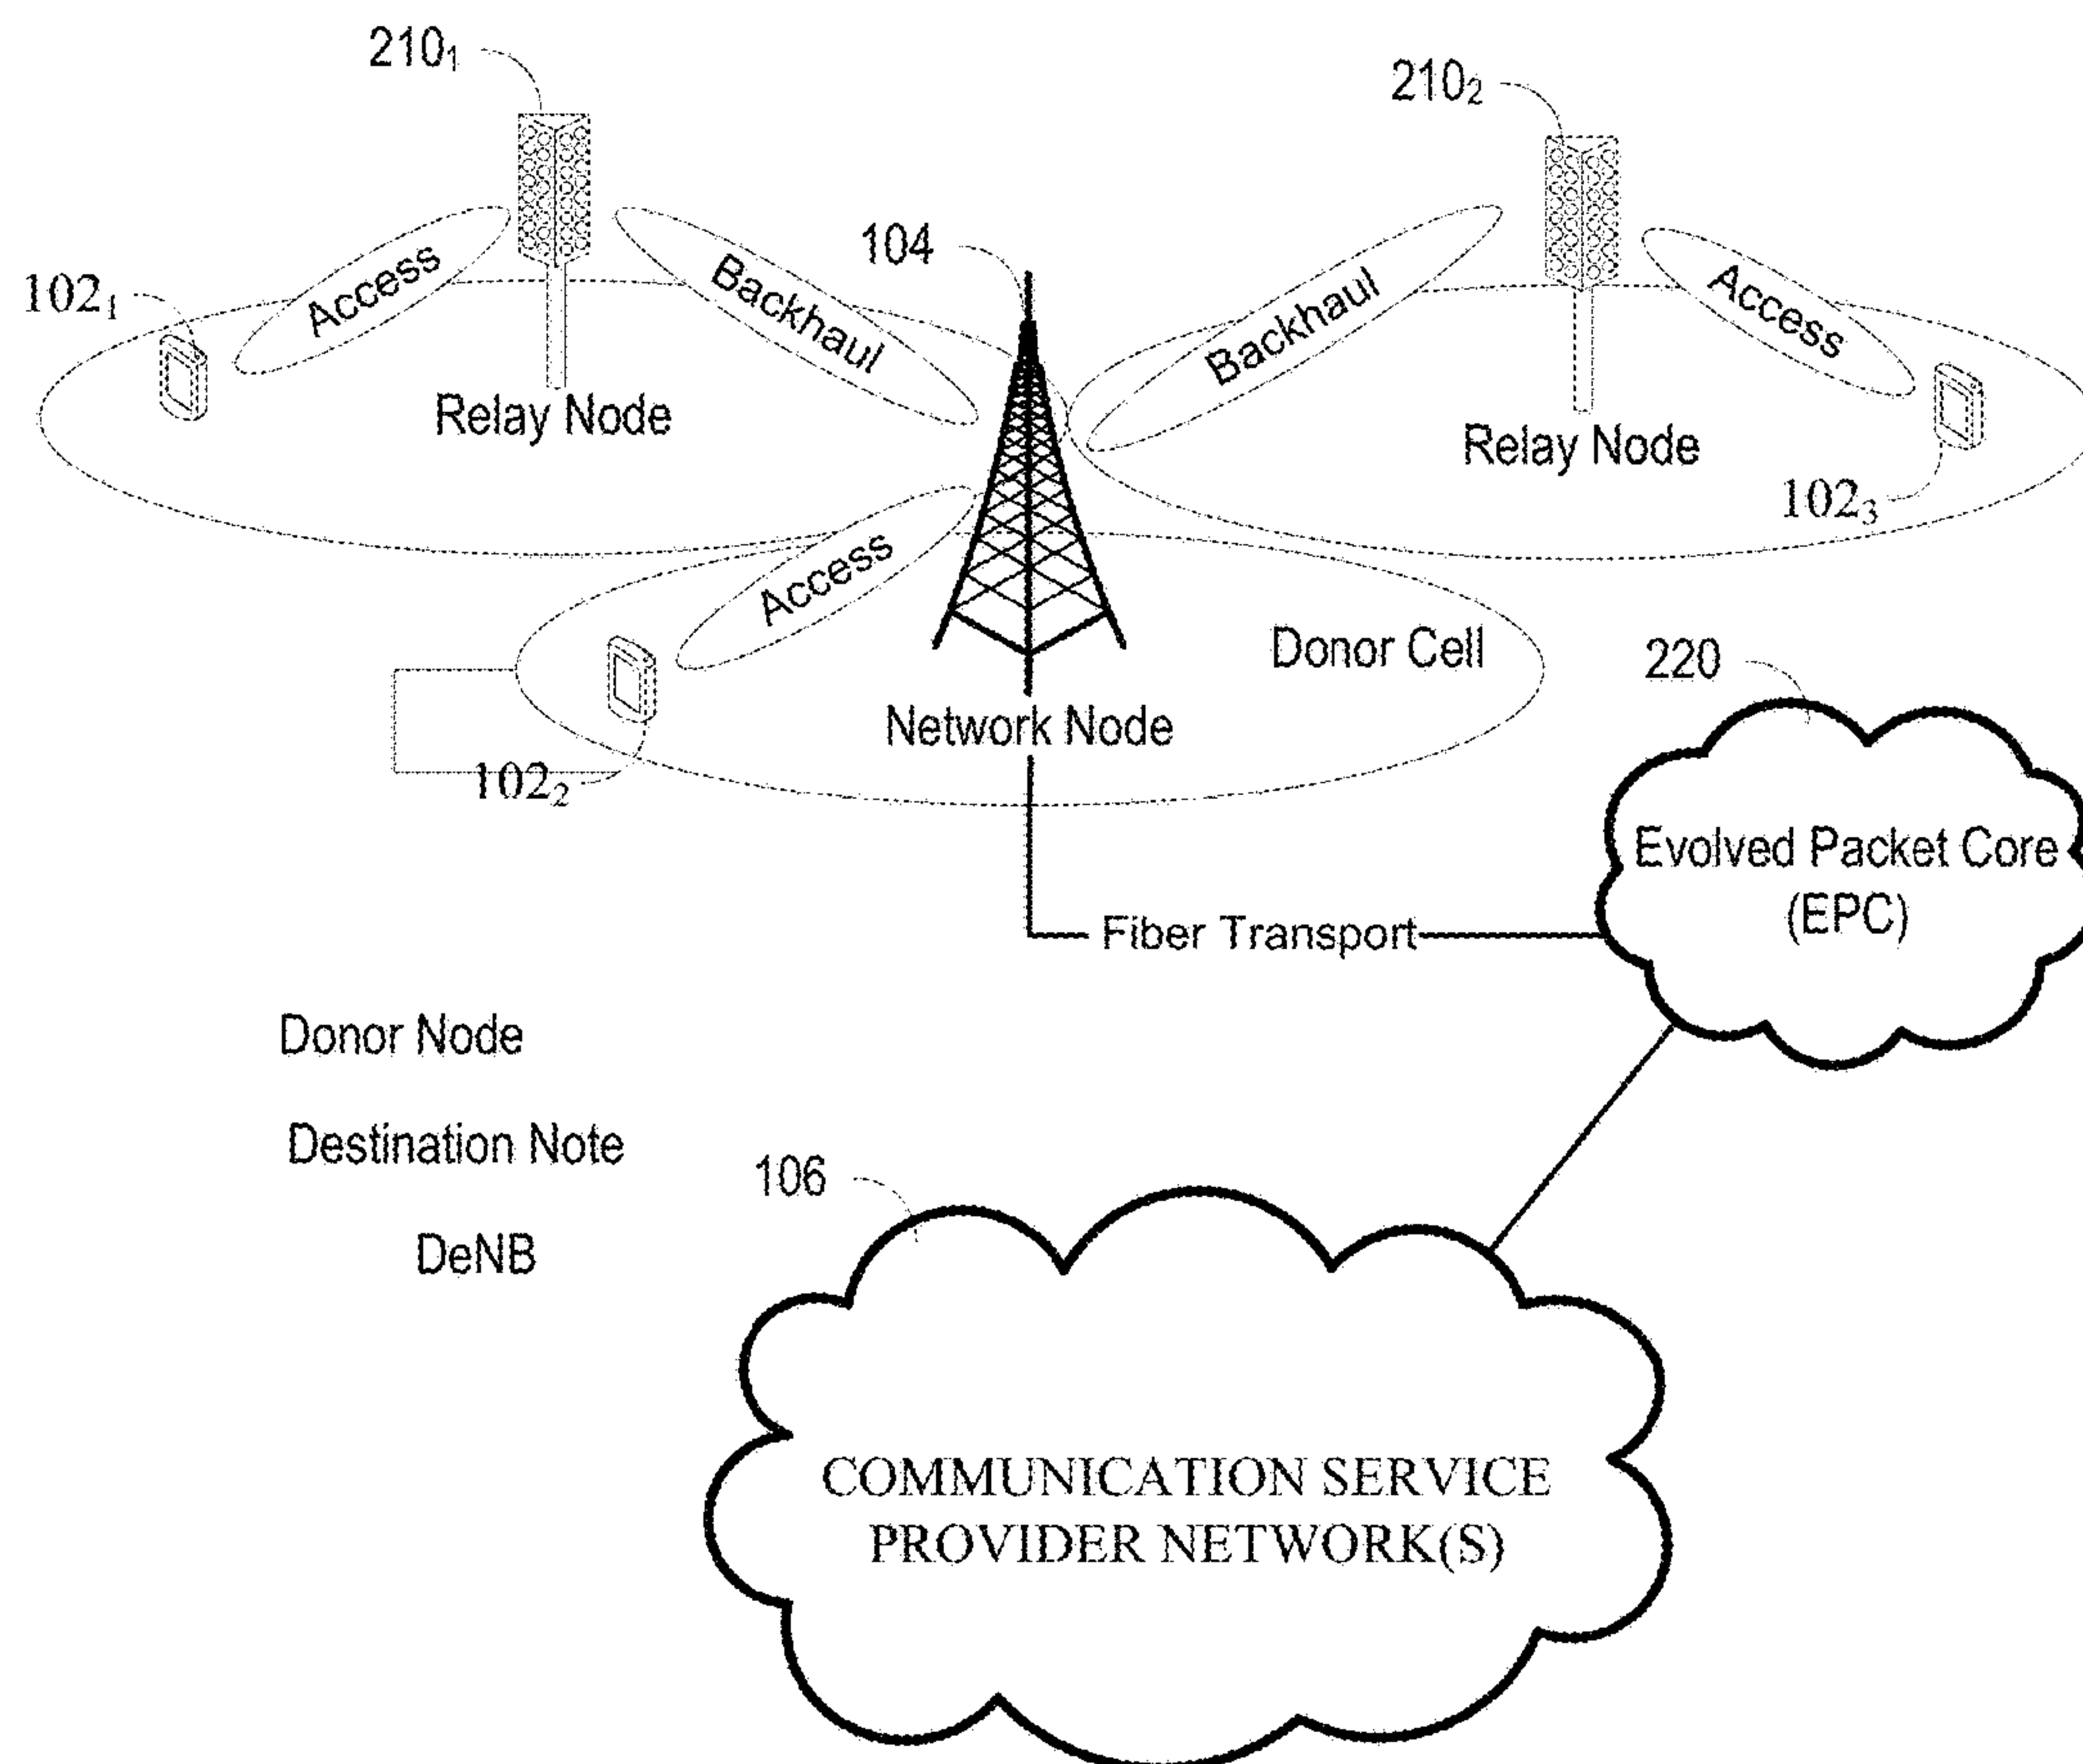 210₁
210₂
104
102₁
Access
Backhaul
Backhaul
Access
Relay Node
Relay Node
102₃
Access
Donor Cell
220
Network Node
102₂
Evolved Packet Core
(EPC)
Fiber Transport
Donor Node
Destination Note
106
DeNB
COMMUNICATION SERVICE
PROVIDER NETWORK(S)